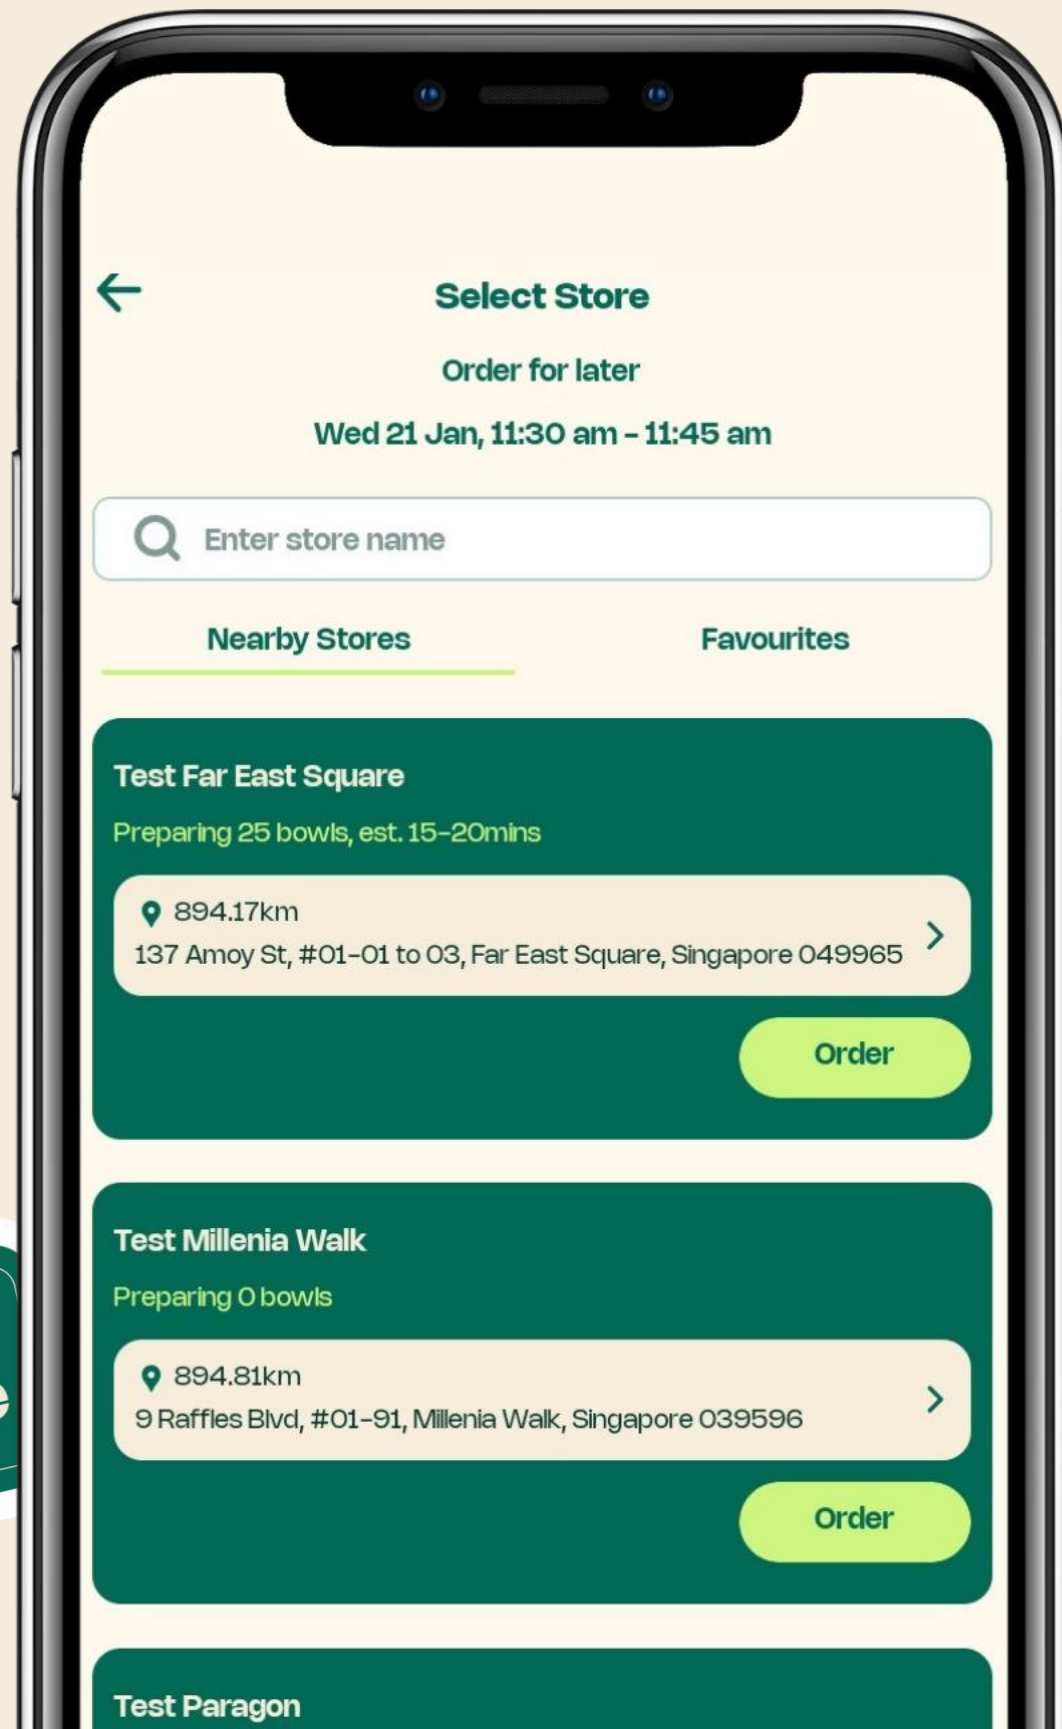 Select Store
Order for later
Wed 21 Jan, 11:30 am - 11:45 am
Enter store name
Nearby Stores
Favourites
Test Far East Square
Preparing 25 bowls, est. 15-20mins
894.17km
137 Amoy St, #01-01 to 03, Far East Square, Singapore 049965
Order
Test Millenia Walk
Preparing 0 bowls
894.81km
9 Raffles Blvd, #01-91, Millenia Walk, Singapore 039596
Order
Test Paragon